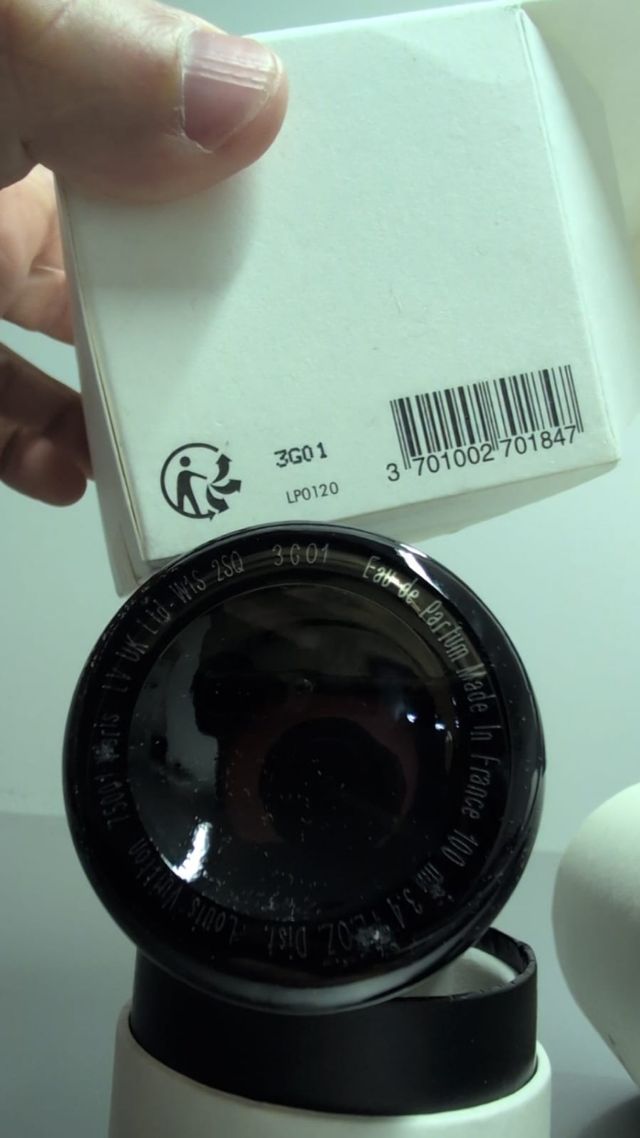 3G01
LP0120
3 701002 701847
3G01 Eau de Parfum Made In France 100 ml 3.4 FL.OZ Dist. Louis Vuitton 75001 Paris LV UK Ltd. W1S 2SQ